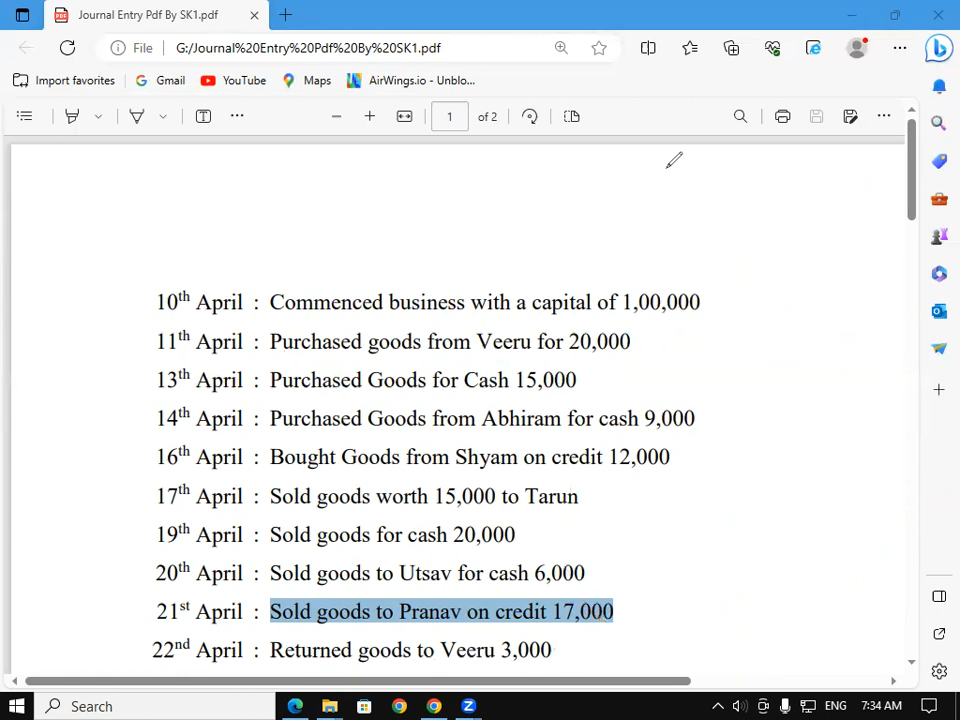 Journal Entry Pdf By SK1.pdf
File G:/Journal%20Entry%20Pdf%20By%20SK1.pdf
Import favorites Gmail YouTube Maps AirWings.io - Unblo...
1 of 2
10th April : Commenced business with a capital of 1,00,000
11th April : Purchased goods from Veeru for 20,000
13th April : Purchased Goods for Cash 15,000
14th April : Purchased Goods from Abhiram for cash 9,000
16th April : Bought Goods from Shyam on credit 12,000
17th April : Sold goods worth 15,000 to Tarun
19th April : Sold goods for cash 20,000
20th April : Sold goods to Utsav for cash 6,000
21st April : Sold goods to Pranav on credit 17,000
22nd April : Returned goods to Veeru 3,000
Search ENG 7:34 AM